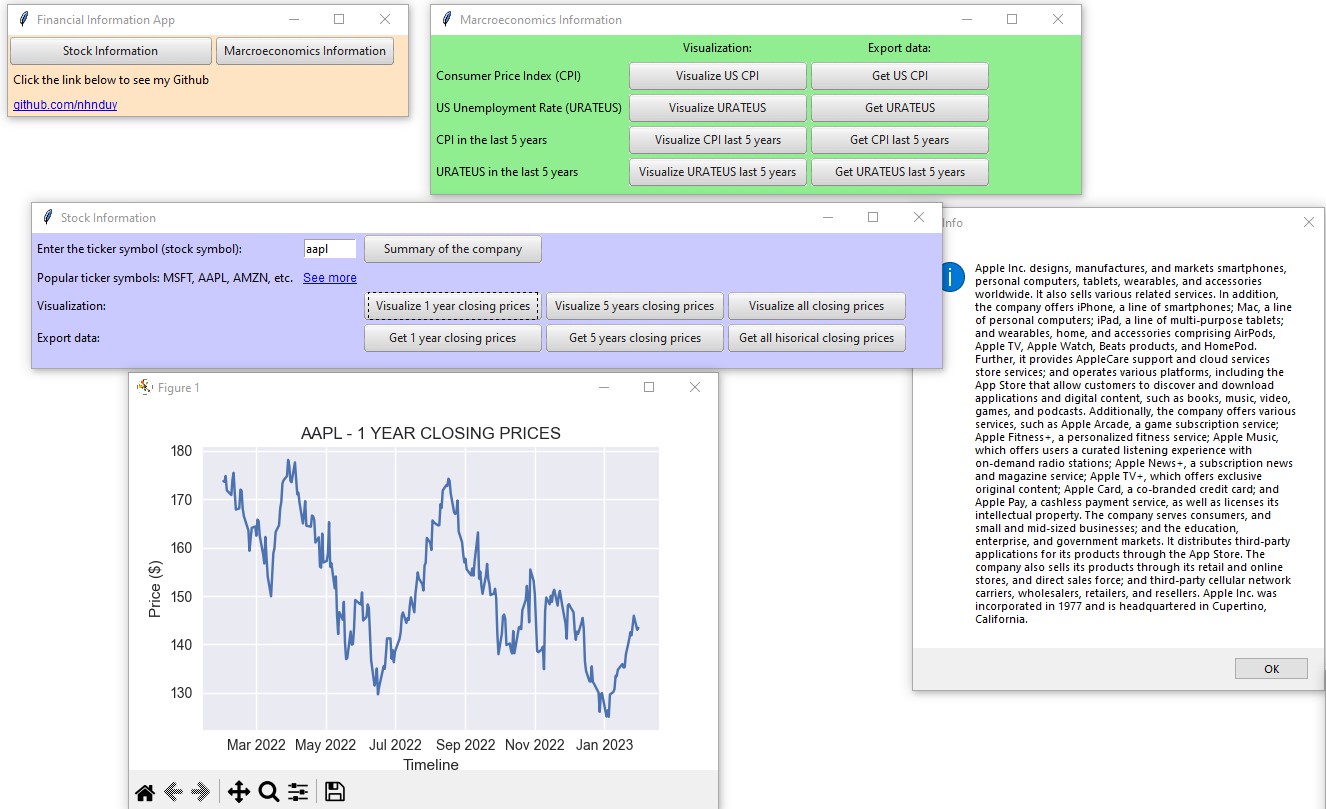 Financial Information App
Stock Information
Marcroeconomics Information
Click the link below to see my Github
github.com/nhnduy
Marcroeconomics Information
Visualization:
Export data:
Consumer Price Index (CPI)
Visualize US CPI
Get US CPI
US Unemployment Rate (URATEUS)
Visualize URATEUS
Get URATEUS
CPI in the last 5 years
Visualize CPI last 5 years
Get CPI last 5 years
URATEUS in the last 5 years
Visualize URATEUS last 5 years
Get URATEUS last 5 years
Stock Information
Enter the ticker symbol (stock symbol):
aapl
Summary of the company
Popular ticker symbols: MSFT, AAPL, AMZN, etc.
See more
Visualization:
Visualize 1 year closing prices
Visualize 5 years closing prices
Visualize all closing prices
Export data:
Get 1 year closing prices
Get 5 years closing prices
Get all hisorical closing prices
Info
Apple Inc. designs, manufactures, and markets smartphones,
personal computers, tablets, wearables, and accessories
worldwide. It also sells various related services. In addition,
the company offers iPhone, a line of smartphones; Mac, a line
of personal computers; iPad, a line of multi-purpose tablets;
and wearables, home, and accessories comprising AirPods,
Apple TV, Apple Watch, Beats products, and HomePod.
Further, it provides AppleCare support and cloud services
store services; and operates various platforms, including the
App Store that allow customers to discover and download
applications and digital content, such as books, music, video,
games, and podcasts. Additionally, the company offers various
services, such as Apple Arcade, a game subscription service;
Apple Fitness+, a personalized fitness service; Apple Music,
which offers users a curated listening experience with
on-demand radio stations; Apple News+, a subscription news
and magazine service; Apple TV+, which offers exclusive
original content; Apple Card, a co-branded credit card; and
Apple Pay, a cashless payment service, as well as licenses its
intellectual property. The company serves consumers, and
small and mid-sized businesses; and the education,
enterprise, and government markets. It distributes third-party
applications for its products through the App Store. The
company also sells its products through its retail and online
stores, and direct sales force; and third-party cellular network
carriers, wholesalers, retailers, and resellers. Apple Inc. was
incorporated in 1977 and is headquartered in Cupertino,
California.
OK
Figure 1
AAPL - 1 YEAR CLOSING PRICES
Price ($)
180
170
160
150
140
130
Mar 2022
May 2022
Jul 2022
Sep 2022
Nov 2022
Jan 2023
Timeline